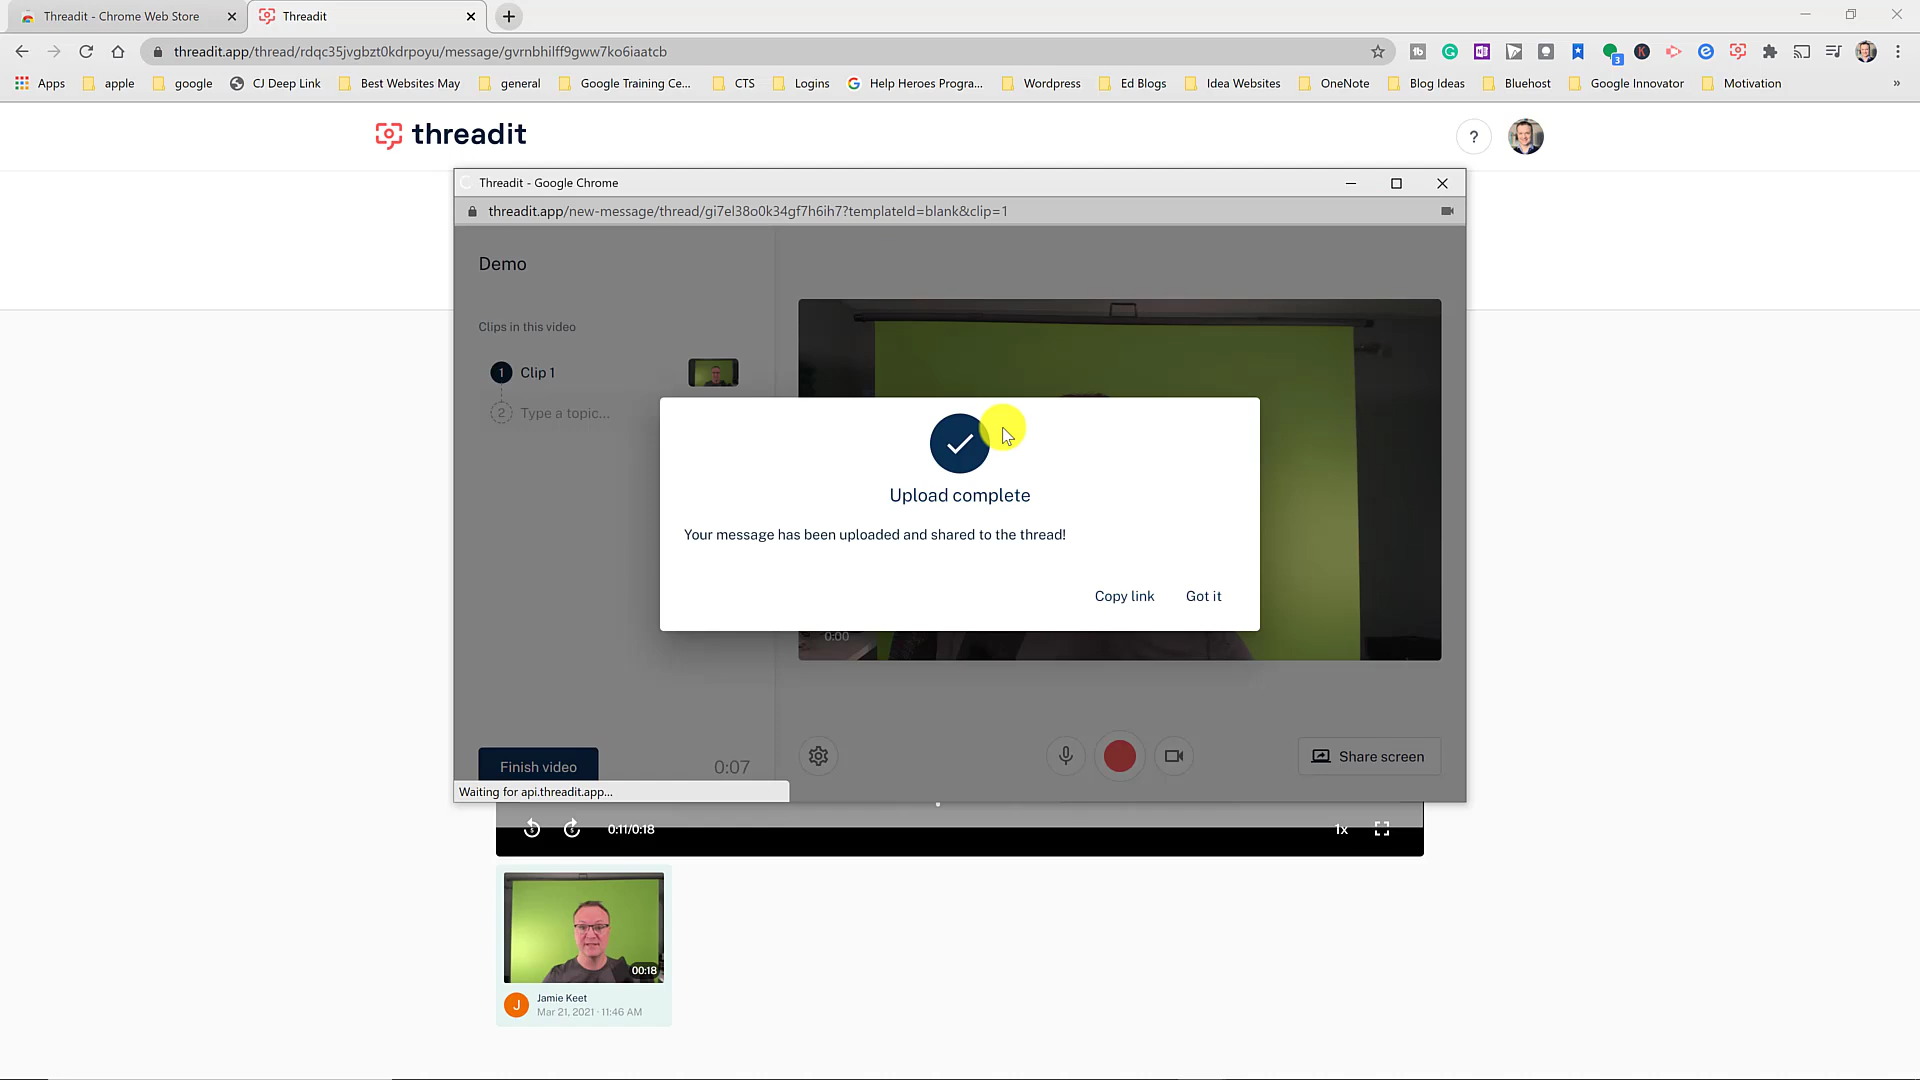 Threadit - Chrome Web Store
Threadit
threadit.app/thread/rdqc35jvgbzt0kdrpoyu/message/gvrnbhilff9gww7ko6iaatcb
3
Apps
apple
google
CJ Deep Link
Best Websites May
general
Google Training Ce...
CTS
Logins
Help Heroes Progra...
Wordpress
Ed Blogs
Idea Websites
OneNote
Blog Ideas
Bluehost
Google Innovator
Motivation
»
threadit
?
Threadit - Google Chrome
threadit.app/new-message/thread/gi7el38o0k34gf7h6ih7?templateId=blank&clip=1
Demo
Clips in this video
1 Clip 1
2 Type a topic...
Upload complete
Your message has been uploaded and shared to the thread!
Copy link Got it
0:00
Finish video 0:07
Share screen
Waiting for api.threadit.app...
0:11/0:18
1x
00:18
J
Jamie Keet
Mar 21, 2021 · 11:46 AM